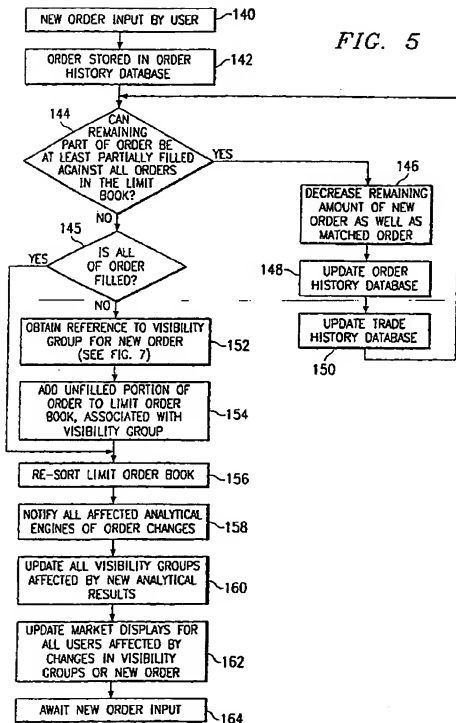 FIG. 5
NEW ORDER INPUT BY USER
140
ORDER STORED IN ORDER
HISTORY DATABASE
142
144
CAN
REMAINING
PART OF ORDER BE
AT LEAST PARTIALLY FILLED
AGAINST ALL ORDERS
IN THE LIMIT
BOOK?
YES
NO
146
DECREASE REMAINING
AMOUNT OF NEW
ORDER AS WELL AS
MATCHED ORDER
148
UPDATE ORDER
HISTORY DATABASE
UPDATE TRADE
HISTORY DATABASE
150
145
YES
IS ALL
OF ORDER
FILLED?
NO
OBTAIN REFERENCE TO VISIBILITY
GROUP FOR NEW ORDER
(SEE FIG. 7)
152
ADD UNFILLED PORTION OF
ORDER TO LIMIT ORDER
BOOK, ASSOCIATED WITH
VISIBILITY GROUP
154
RE-SORT LIMIT ORDER BOOK
156
NOTIFY ALL AFFECTED ANALYTICAL
ENGINES OF ORDER CHANGES
158
UPDATE ALL VISIBILITY GROUPS
AFFECTED BY NEW ANALYTICAL
RESULTS
160
UPDATE MARKET DISPLAYS FOR
ALL USERS AFFECTED BY
CHANGES IN VISIBILITY
GROUPS OR NEW ORDER
162
AWAIT NEW ORDER INPUT
164